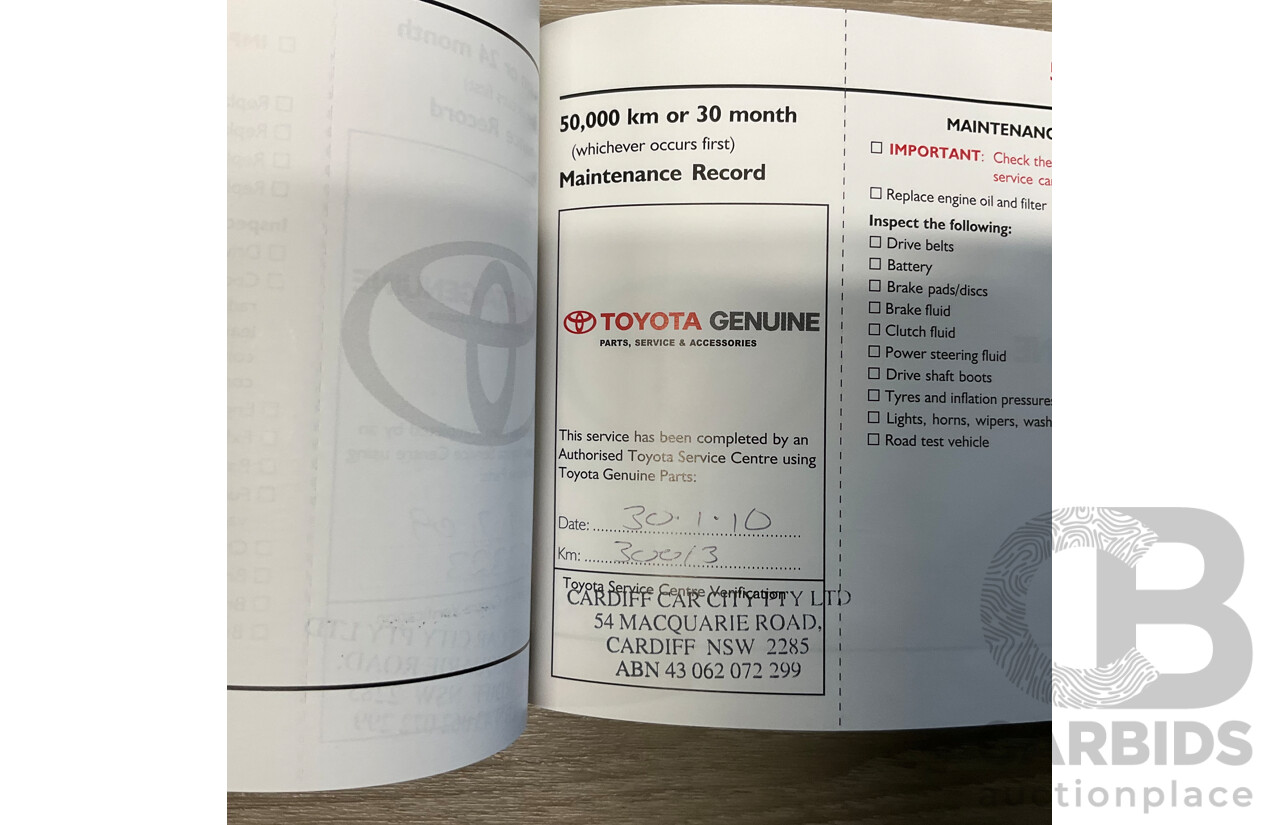 50,000 km or 30 month
(whichever occurs first)
Maintenance Record
TOYOTA GENUINE
PARTS, SERVICE & ACCESSORIES
This service has been completed by an
Authorised Toyota Service Centre using
Toyota Genuine Parts:
Date: 30.1.10
Km: 30013
Toyota Service Centre Verification
CARDIFF CAR CITY PTY LTD
54 MACQUARIE ROAD,
CARDIFF NSW 2285
ABN 43 062 072 299
MAINTENANC
IMPORTANT: Check the
service ca
Replace engine oil and filter
Inspect the following:
Drive belts
Battery
Brake pads/discs
Brake fluid
Clutch fluid
Power steering fluid
Drive shaft boots
Tyres and inflation pressures
Lights, horns, wipers, wash
Road test vehicle
CARBIDS
auctionplace